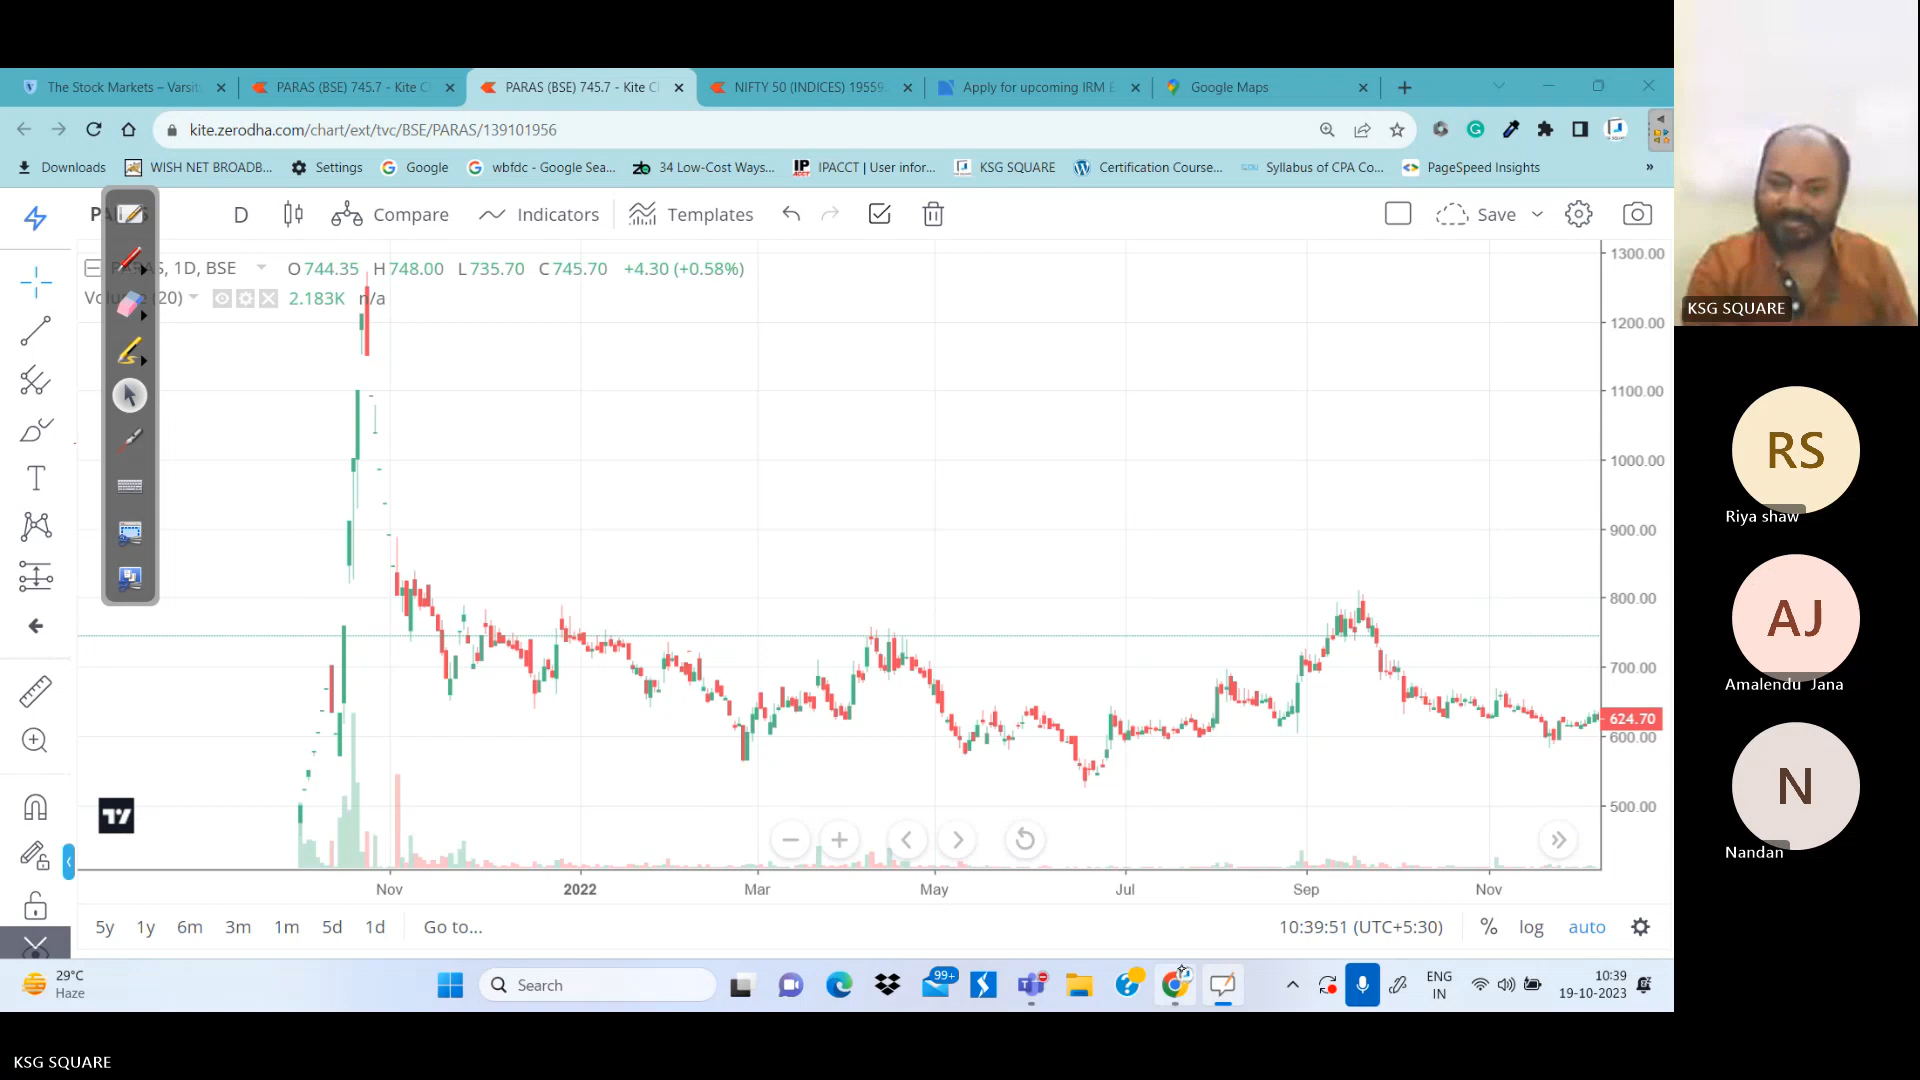 The Stock Markets – Varsit
PARAS (BSE) 745.7 - Kite C
PARAS (BSE) 745.7 - Kite C
NIFTY 50 (INDICES) 19559.
Apply for upcoming IRM E
Google Maps
kite.zerodha.com/chart/ext/tvc/BSE/PARAS/139101956
Downloads
WISH NET BROADB...
Settings
Google
wbfdc - Google Sea...
34 Low-Cost Ways...
IPACCT | User infor...
KSG SQUARE
Certification Course...
Syllabus of CPA Co...
PageSpeed Insights
D
Compare
Indicators
Templates
Save
S, 1D, BSE
O744.35 H748.00 L735.70 C745.70 +4.30 (+0.58%)
(20)
2.183K n/a
1300.00
1200.00
1100.00
1000.00
900.00
800.00
700.00
624.70
600.00
500.00
Nov
2022
Mar
May
Jul
Sep
Nov
5y 1y 6m 3m 1m 5d 1d
Go to...
10:39:51 (UTC+5:30)
% log auto
29°C
Haze
Search
99+
ENG
IN
10:39
19-10-2023
KSG SQUARE
RS
Riya shaw
AJ
Amalendu Jana
N
Nandan
KSG SQUARE